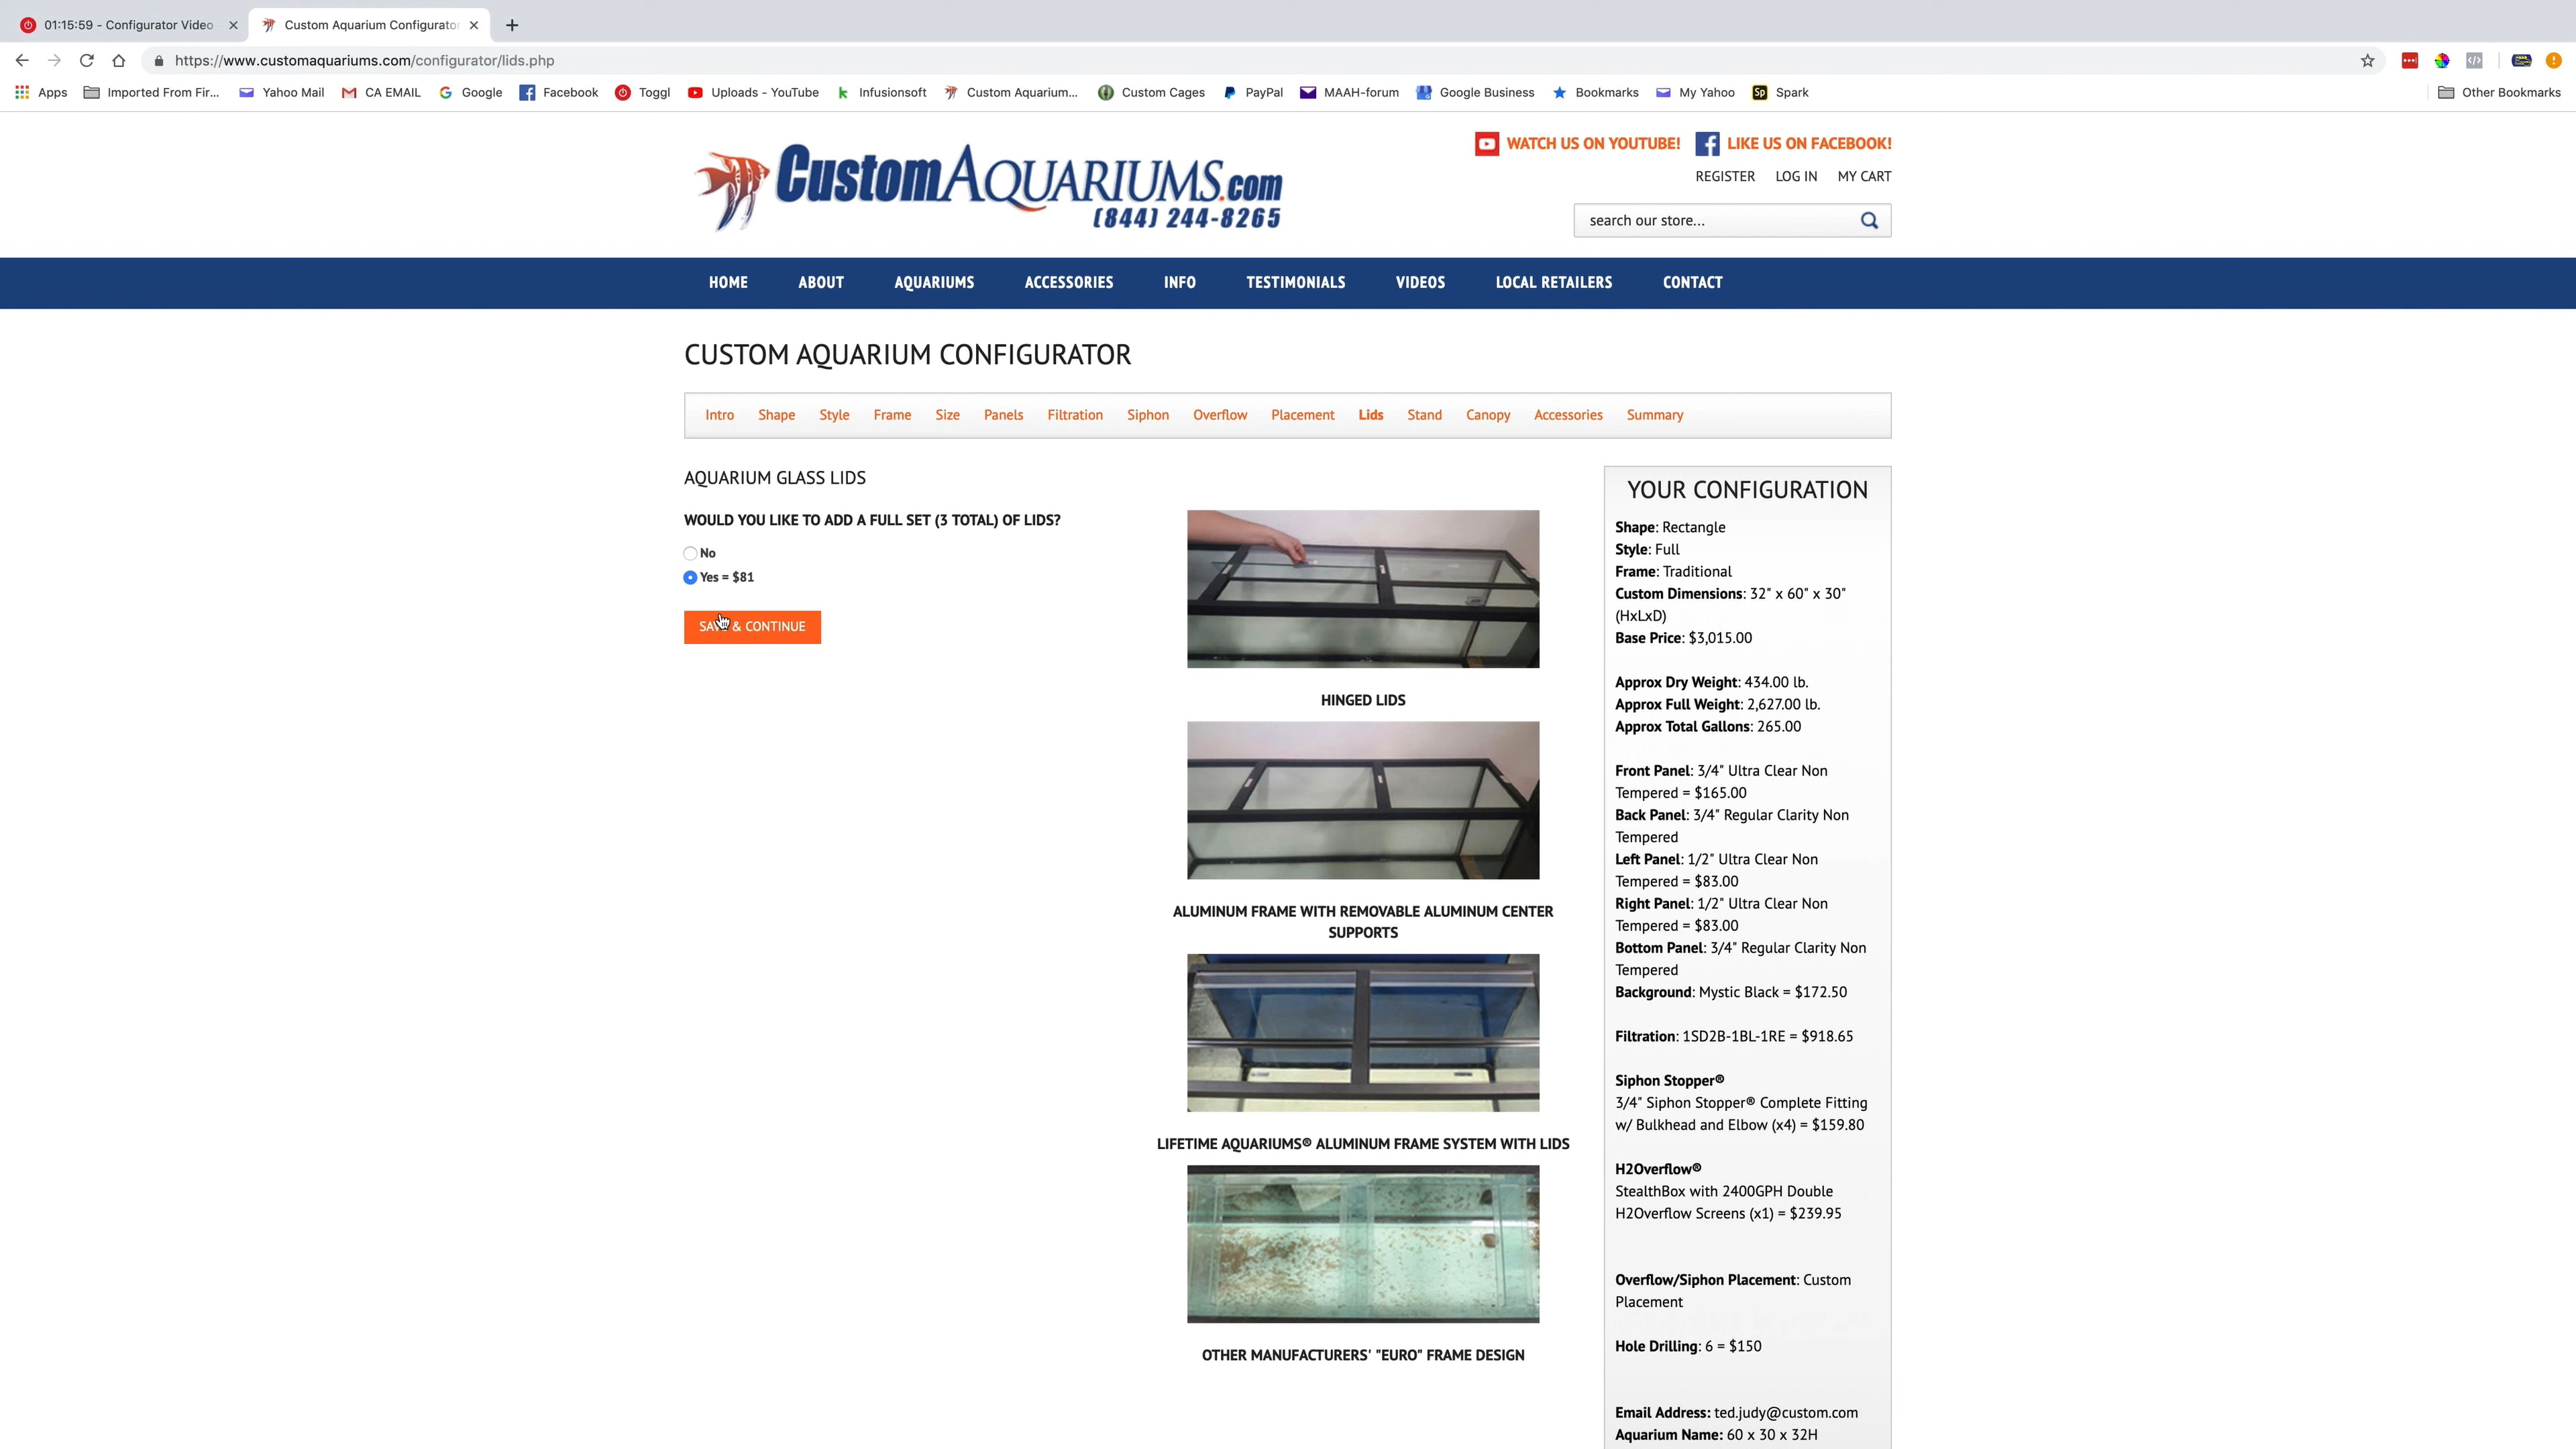 01:15:59 - Configurator Video
Custom Aquarium Configurator
https://www.customaquariums.com/configurator/lids.php
Apps
Imported From Fir...
Yahoo Mail
CA EMAIL
Google
Facebook
Toggl
Uploads - YouTube
Infusionsoft
Custom Aquarium...
Custom Cages
PayPal
MAAH-forum
Google Business
Bookmarks
My Yahoo
Sp Spark
Other Bookmarks
CustomAquariums.com
(844) 244-8265
WATCH US ON YOUTUBE! LIKE US ON FACEBOOK!
REGISTER LOG IN MY CART
search our store...
HOME ABOUT AQUARIUMS ACCESSORIES INFO TESTIMONIALS VIDEOS LOCAL RETAILERS CONTACT
CUSTOM AQUARIUM CONFIGURATOR
Intro Shape Style Frame Size Panels Filtration Siphon Overflow Placement Lids Stand Canopy Accessories Summary
AQUARIUM GLASS LIDS
WOULD YOU LIKE TO ADD A FULL SET (3 TOTAL) OF LIDS?
No
Yes = $81
SAVE & CONTINUE
HINGED LIDS
ALUMINUM FRAME WITH REMOVABLE ALUMINUM CENTER
SUPPORTS
LIFETIME AQUARIUMS® ALUMINUM FRAME SYSTEM WITH LIDS
OTHER MANUFACTURERS' "EURO" FRAME DESIGN
YOUR CONFIGURATION
Shape: Rectangle
Style: Full
Frame: Traditional
Custom Dimensions: 32" x 60" x 30"
(HxLxD)
Base Price: $3,015.00
Approx Dry Weight: 434.00 lb.
Approx Full Weight: 2,627.00 lb.
Approx Total Gallons: 265.00
Front Panel: 3/4" Ultra Clear Non
Tempered = $165.00
Back Panel: 3/4" Regular Clarity Non
Tempered
Left Panel: 1/2" Ultra Clear Non
Tempered = $83.00
Right Panel: 1/2" Ultra Clear Non
Tempered = $83.00
Bottom Panel: 3/4" Regular Clarity Non
Tempered
Background: Mystic Black = $172.50
Filtration: 1SD2B-1BL-1RE = $918.65
Siphon Stopper®
3/4" Siphon Stopper® Complete Fitting
w/ Bulkhead and Elbow (x4) = $159.80
H2Overflow®
StealthBox with 2400GPH Double
H2Overflow Screens (x1) = $239.95
Overflow/Siphon Placement: Custom
Placement
Hole Drilling: 6 = $150
Email Address: ted.judy@custom.com
Aquarium Name: 60 x 30 x 32H